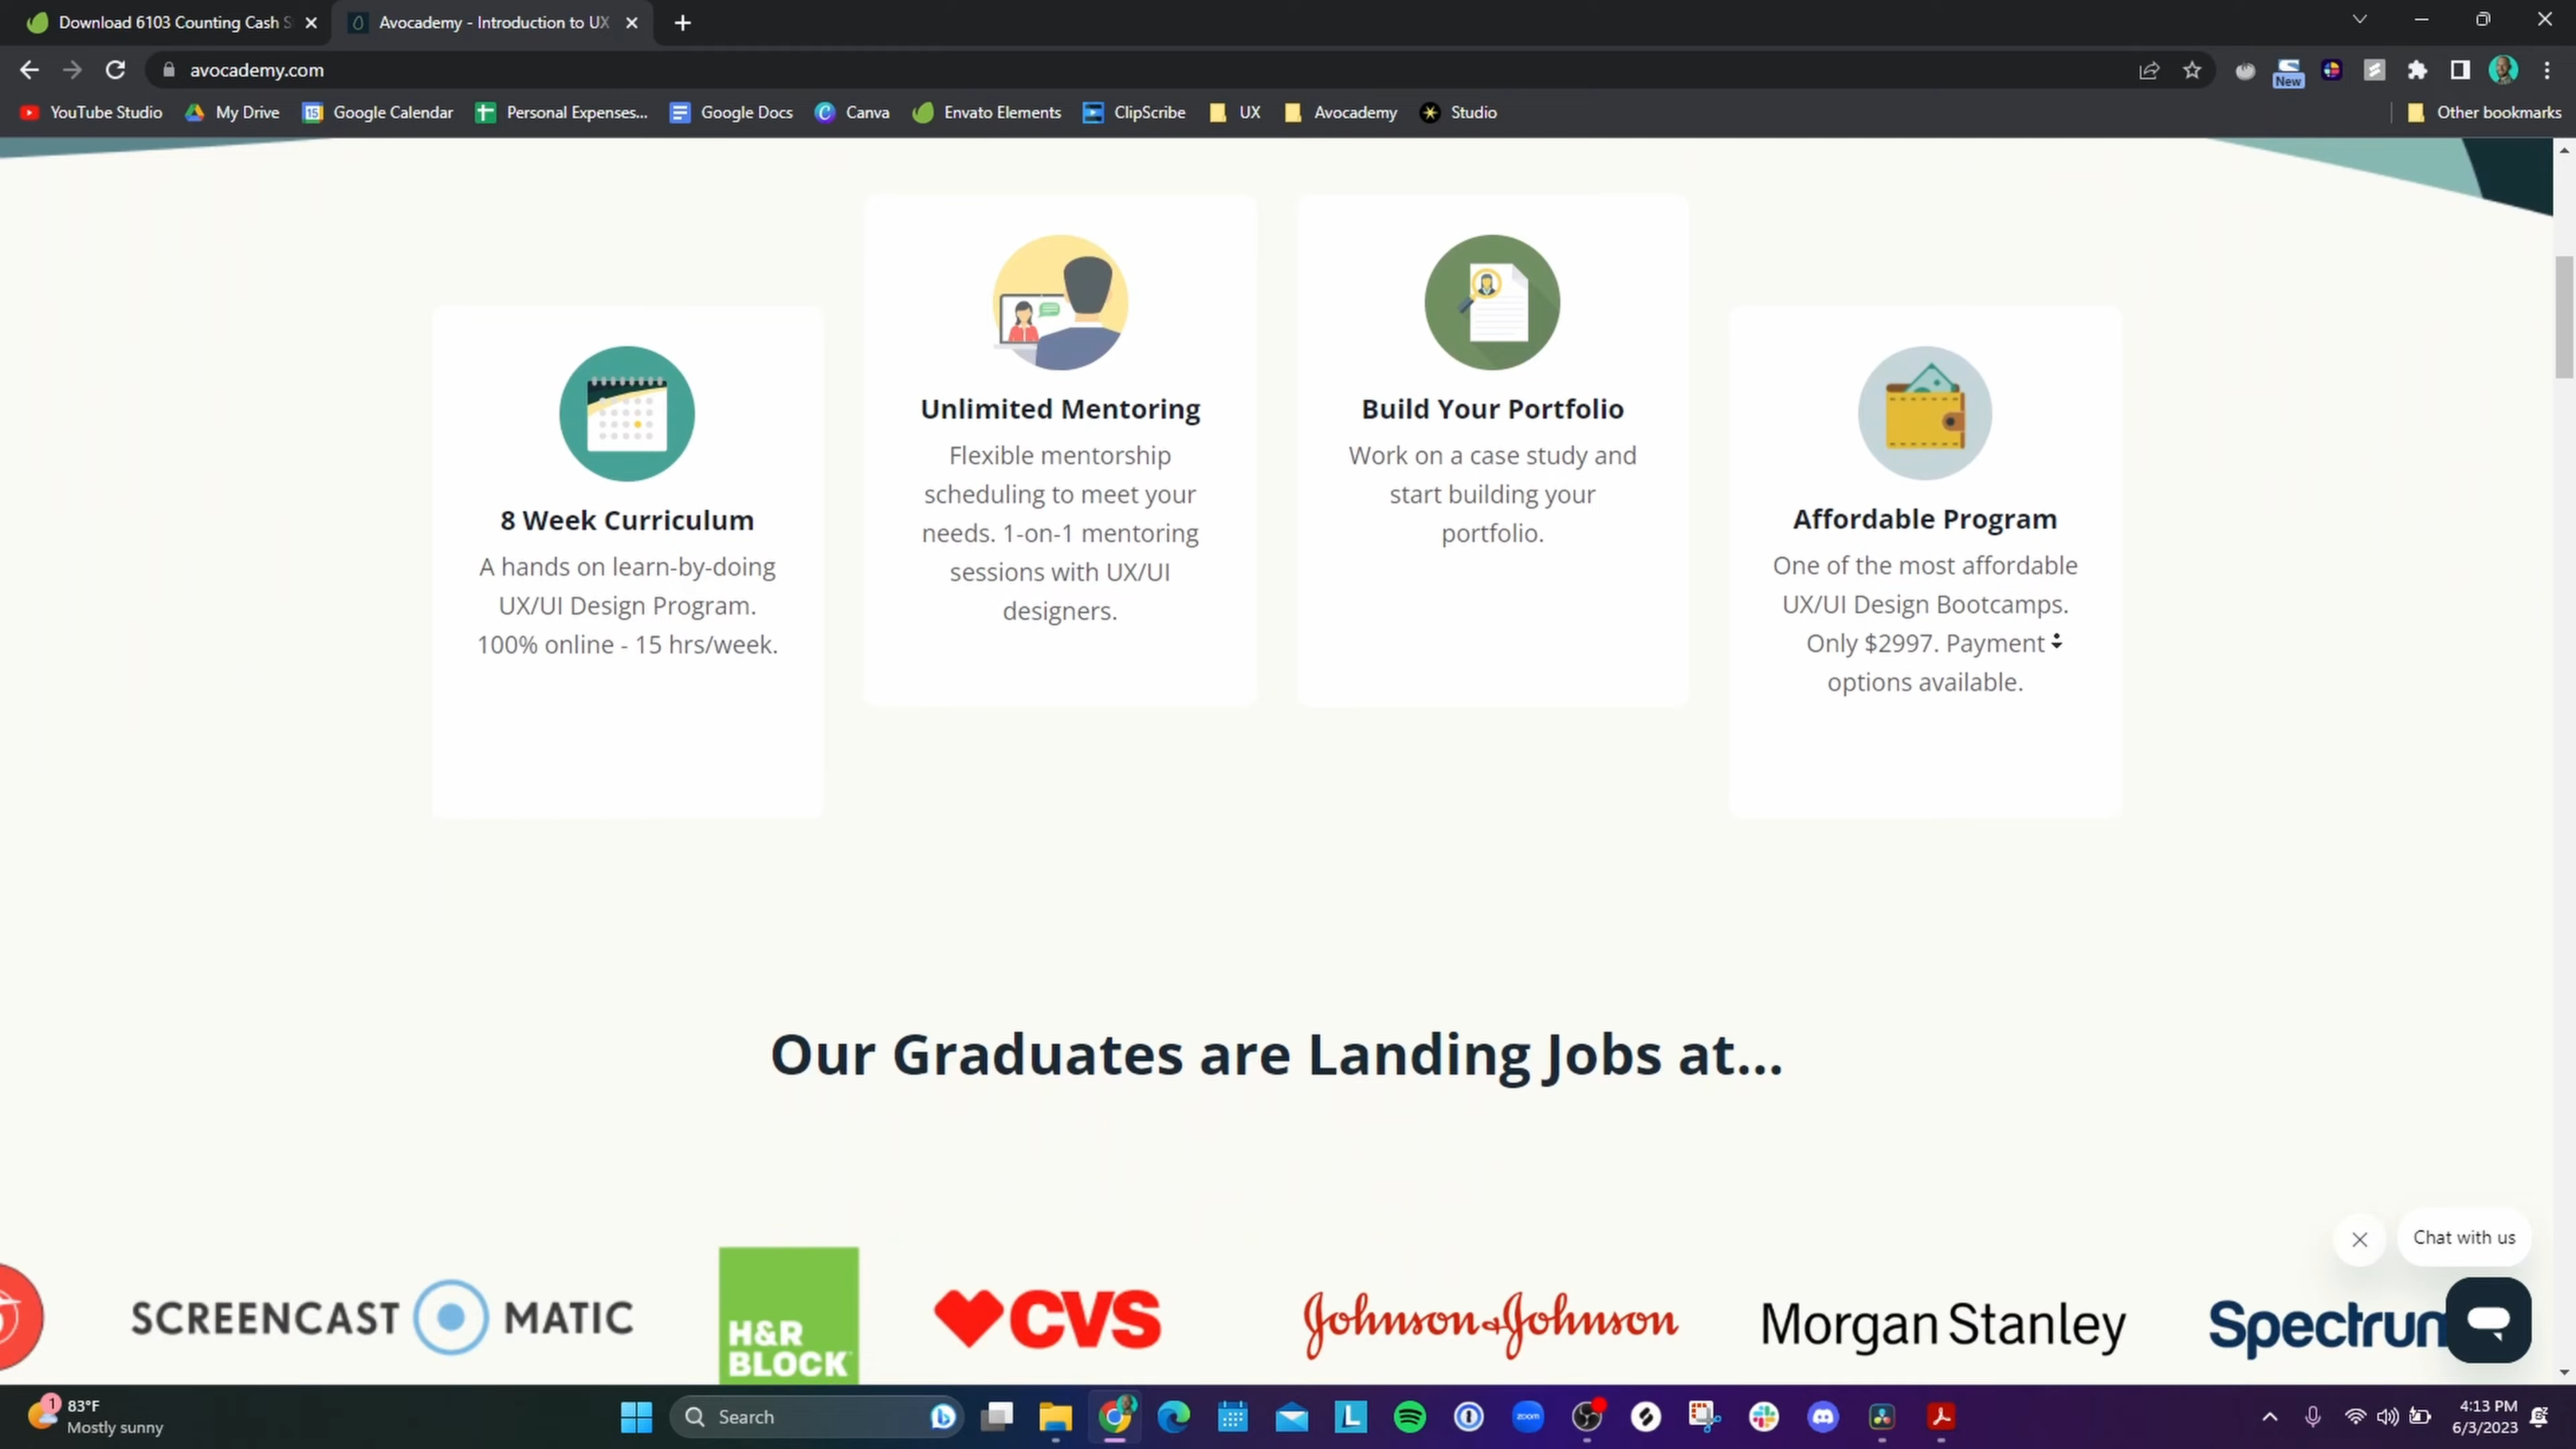 Download 6103 Counting Cash S
Avocademy - Introduction to UX
avocademy.com
New
YouTube Studio
My Drive
Google Calendar
Personal Expenses...
Google Docs
Canva
Envato Elements
ClipScribe
UX
Avocademy
Studio
Other bookmarks
8 Week Curriculum
A hands on learn-by-doing
UX/UI Design Program.
100% online - 15 hrs/week.
Unlimited Mentoring
Flexible mentorship
scheduling to meet your
needs. 1-on-1 mentoring
sessions with UX/UI
designers.
Build Your Portfolio
Work on a case study and
start building your
portfolio.
Affordable Program
One of the most affordable
UX/UI Design Bootcamps.
Only $2997. Payment
options available.
Our Graduates are Landing Jobs at...
SCREENCAST MATIC
H&R
BLOCK
CVS
Johnson & Johnson
Morgan Stanley
Spectrum
Chat with us
1
83°F
Mostly sunny
Search
zoom
4:13 PM
6/3/2023